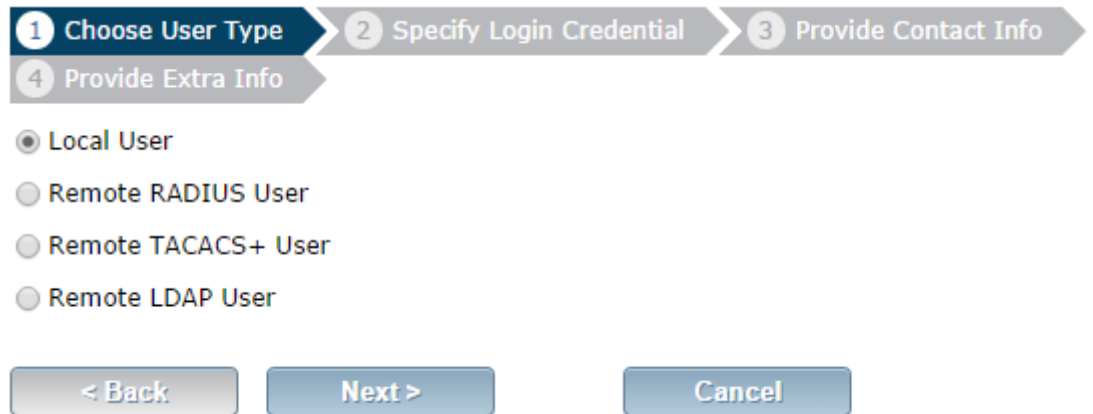 1 Choose User Type 2 Specify Login Credential 3 Provide Contact Info
4 Provide Extra Info
Local User
Remote RADIUS User
Remote TACACS+ User
Remote LDAP User
< Back Next > Cancel